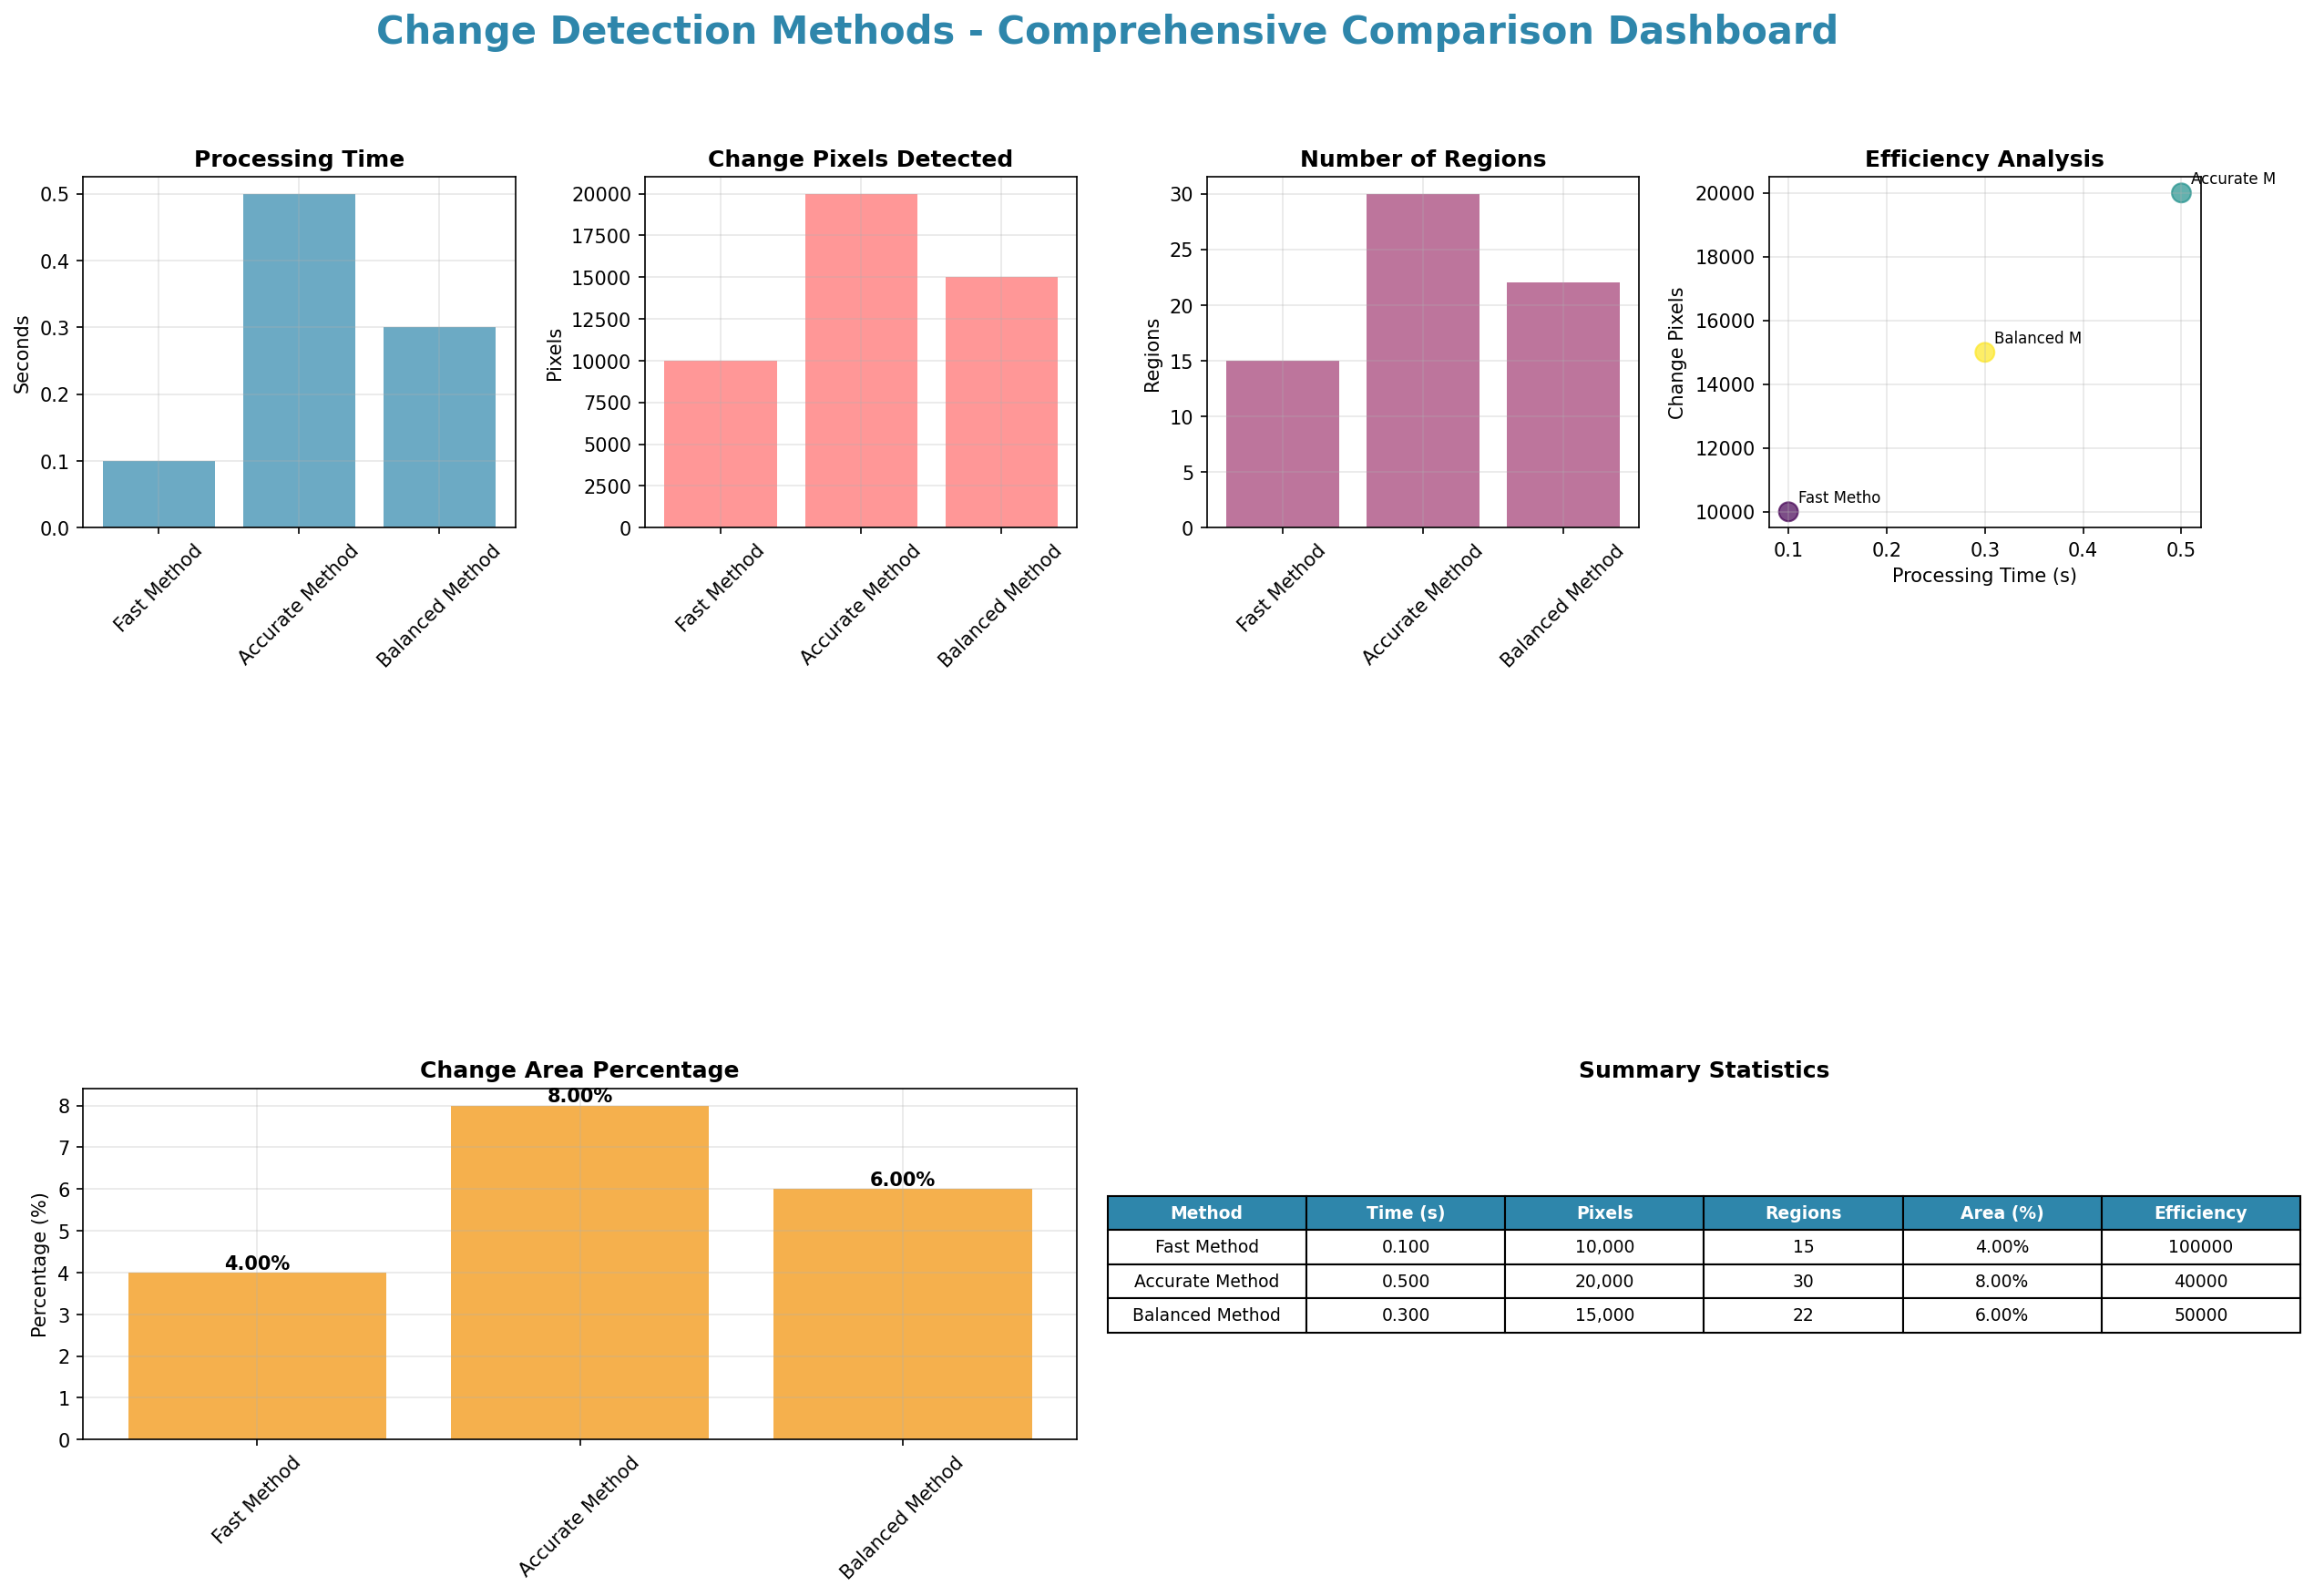 Change Detection Methods - Comprehensive Comparison Dashboard
Processing Time
Seconds
0.5
0.4
0.3
0.2
0.1
0.0
Fast Method
Accurate Method
Balanced Method
Change Pixels Detected
Pixels
20000
17500
15000
12500
10000
7500
5000
2500
0
Fast Method
Accurate Method
Balanced Method
Number of Regions
Regions
30
25
20
15
10
5
0
Fast Method
Accurate Method
Balanced Method
Efficiency Analysis
Change Pixels
20000
18000
16000
14000
12000
10000
Accurate M
Balanced M
Fast Metho
0.1 0.2 0.3 0.4 0.5
Processing Time (s)
Change Area Percentage
Percentage (%)
8
7
6
5
4
3
2
1
0
4.00%
8.00%
6.00%
Fast Method
Accurate Method
Balanced Method
Summary Statistics
Method Time (s) Pixels Regions Area (%) Efficiency
Fast Method 0.100 10,000 15 4.00% 100000
Accurate Method 0.500 20,000 30 8.00% 40000
Balanced Method 0.300 15,000 22 6.00% 50000